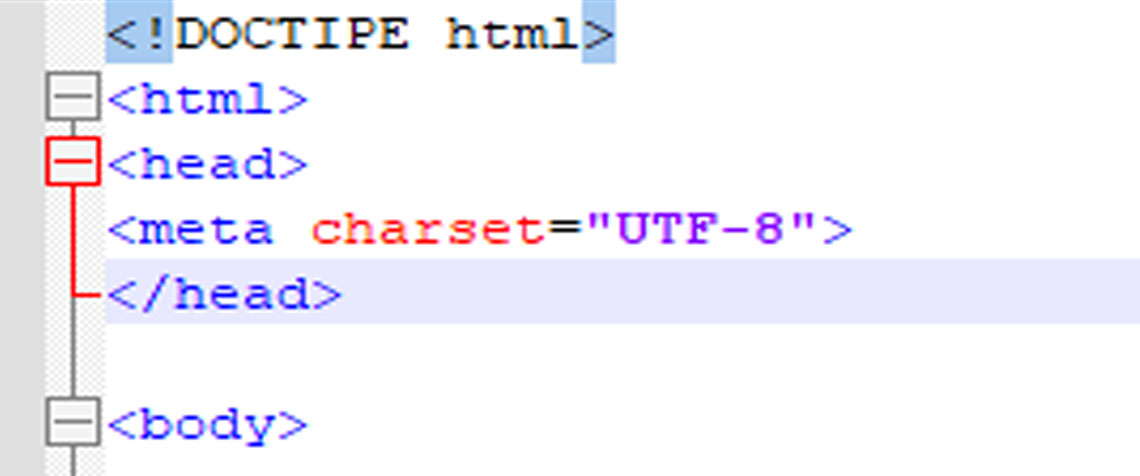 <!DOCTIPE html>
<html>
<head>
<meta charset="UTF-8">
</head>
<body>